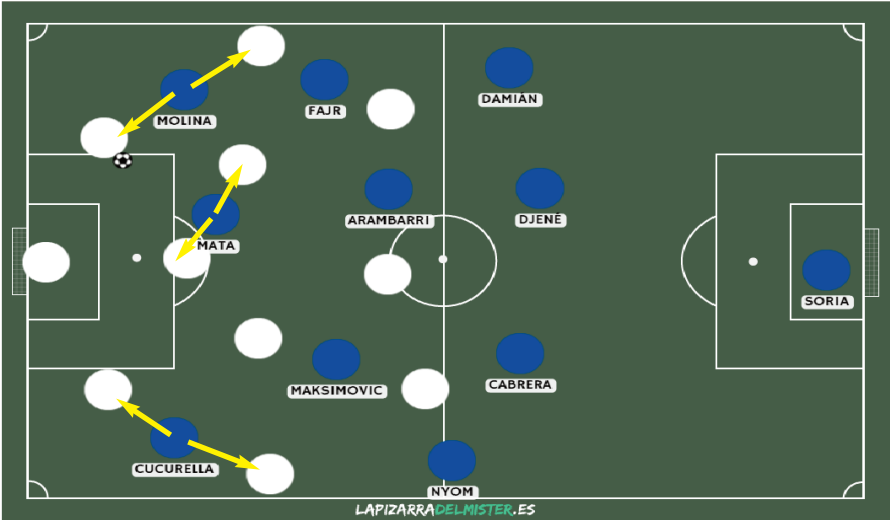 DAMIÁN
FAJR
MOLINA
ARAMBARRI
DJENÉ
MATA
SORIA
CABRERA
MAKSIMOVIC
CUCURELLA
NYOM
LAPIZARRADELMISTER.ES